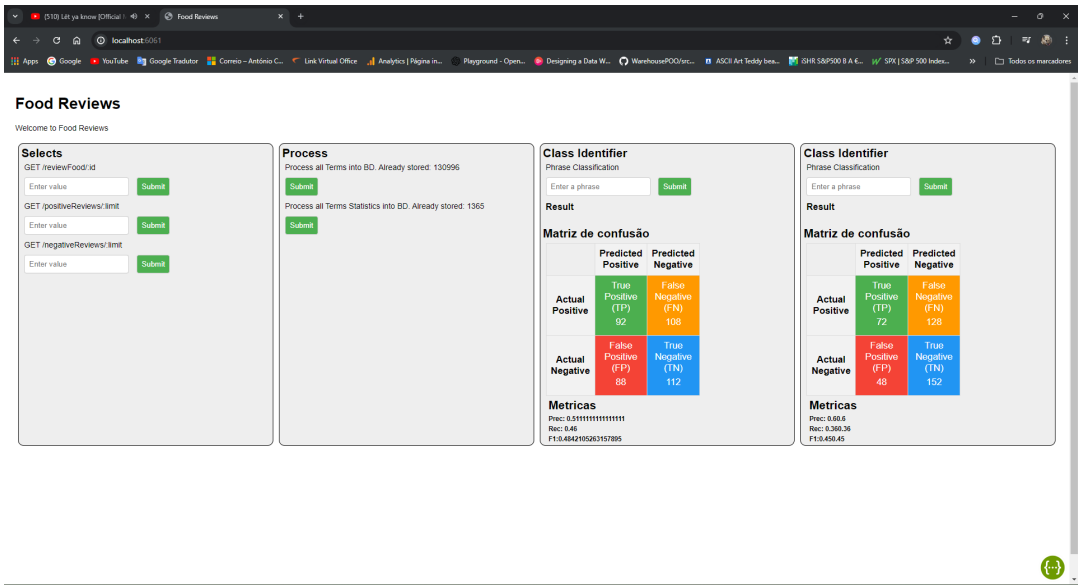 (510) Lét ya know [Official
Food Reviews
localhost:6061
Apps
Google
YouTube
Google Tradutor
Correio – António C...
Link Virtual Office
Analytics | Página in...
Playground - Open...
Designing a Data W...
WarehousePOO/src...
ASCII Art Teddy bea...
iSHR S&P500 B A €...
SPX | S&P 500 Index...
Todos os marcadores
Food Reviews
Welcome to Food Reviews
Selects
GET /reviewFood/:id
Enter value Submit
GET /positiveReviews/:limit
Enter value Submit
GET /negativeReviews/:limit
Enter value Submit
Process
Process all Terms into BD. Already stored: 130996
Submit
Process all Terms Statistics into BD. Already stored: 1365
Submit
Class Identifier
Phrase Classification
Enter a phrase Submit
Result
Matriz de confusão
Predicted Predicted
Positive Negative
Actual
Positive
True
Positive
(TP)
92
False
Negative
(FN)
108
Actual
Negative
False
Positive
(FP)
88
True
Negative
(TN)
112
Metricas
Prec: 0.5111111111111111
Rec: 0.46
F1:0.4842105263157895
Class Identifier
Phrase Classification
Enter a phrase Submit
Result
Matriz de confusão
Predicted Predicted
Positive Negative
Actual
Positive
True
Positive
(TP)
72
False
Negative
(FN)
128
Actual
Negative
False
Positive
(FP)
48
True
Negative
(TN)
152
Metricas
Prec: 0.60.6
Rec: 0.360.36
F1:0.450.45
{...}